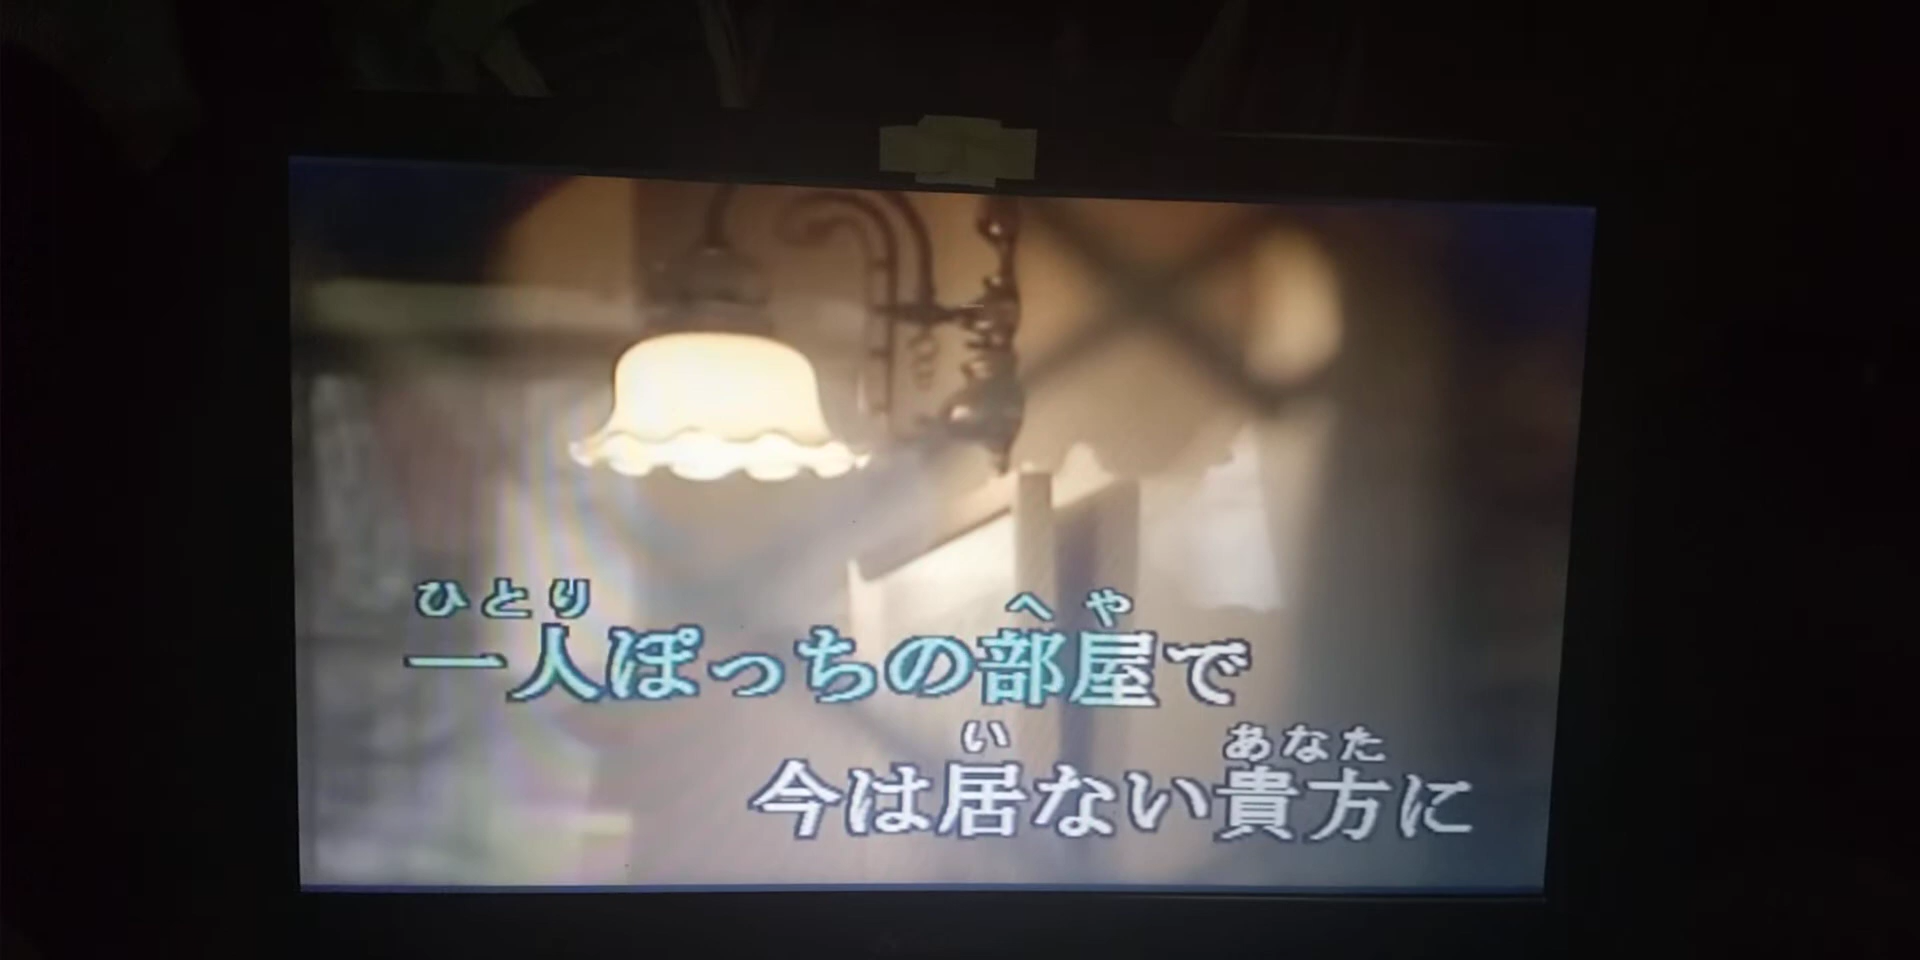 ひとり へや
一人ぽっちの部屋で
い あなた
今は居ない貴方に